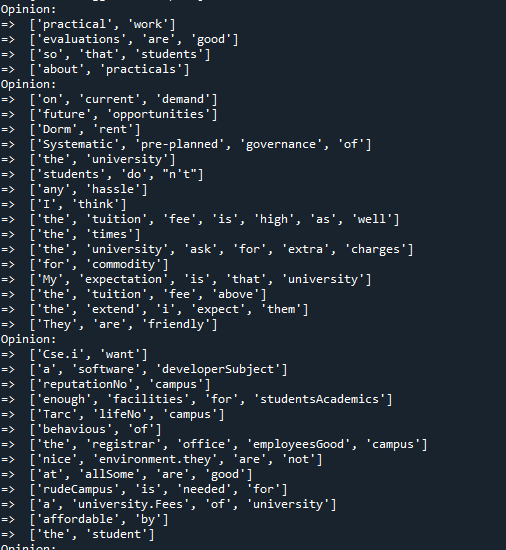 Opinion:
=> ['practical', 'work']
=> ['evaluations', 'are', 'good']
=> ['so', 'that', 'students']
=> ['about', 'practicals']
Opinion:
=> ['on', 'current', 'demand']
=> ['future', 'opportunities']
=> ['Dorm', 'rent']
=> ['Systematic', 'pre-planned', 'governance', 'of']
=> ['the', 'university']
=> ['students', 'do', "n't"]
=> ['any', 'hassle']
=> ['I', 'think']
=> ['the', 'tuition', 'fee', 'is', 'high', 'as', 'well']
=> ['the', 'times']
=> ['the', 'university', 'ask', 'for', 'extra', 'charges']
=> ['for', 'commodity']
=> ['My', 'expectation', 'is', 'that', 'university']
=> ['the', 'tuition', 'fee', 'above']
=> ['the', 'extend', 'i', 'expect', 'them']
=> ['They', 'are', 'friendly']
Opinion:
=> ['Cse.i', 'want']
=> ['a', 'software', 'developerSubject']
=> ['reputationNo', 'campus']
=> ['enough', 'facilities', 'for', 'studentsAcademics']
=> ['Tarc', 'lifeNo', 'campus']
=> ['behavious', 'of']
=> ['the', 'registrar', 'office', 'employeesGood', 'campus']
=> ['nice', 'environment.they', 'are', 'not']
=> ['at', 'allSome', 'are', 'good']
=> ['rudeCampus', 'is', 'needed', 'for']
=> ['a', 'university.Fees', 'of', 'university']
=> ['affordable', 'by']
=> ['the', 'student']
Opinion: